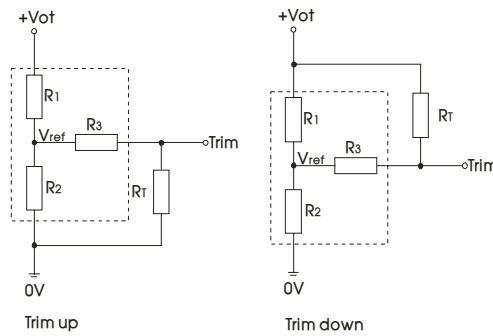 +Vot
R1
Vref
R3
Trim
R2
RT
0V
Trim up
+Vot
R1
RT
Vref
R3
Trim
R2
0V
Trim down